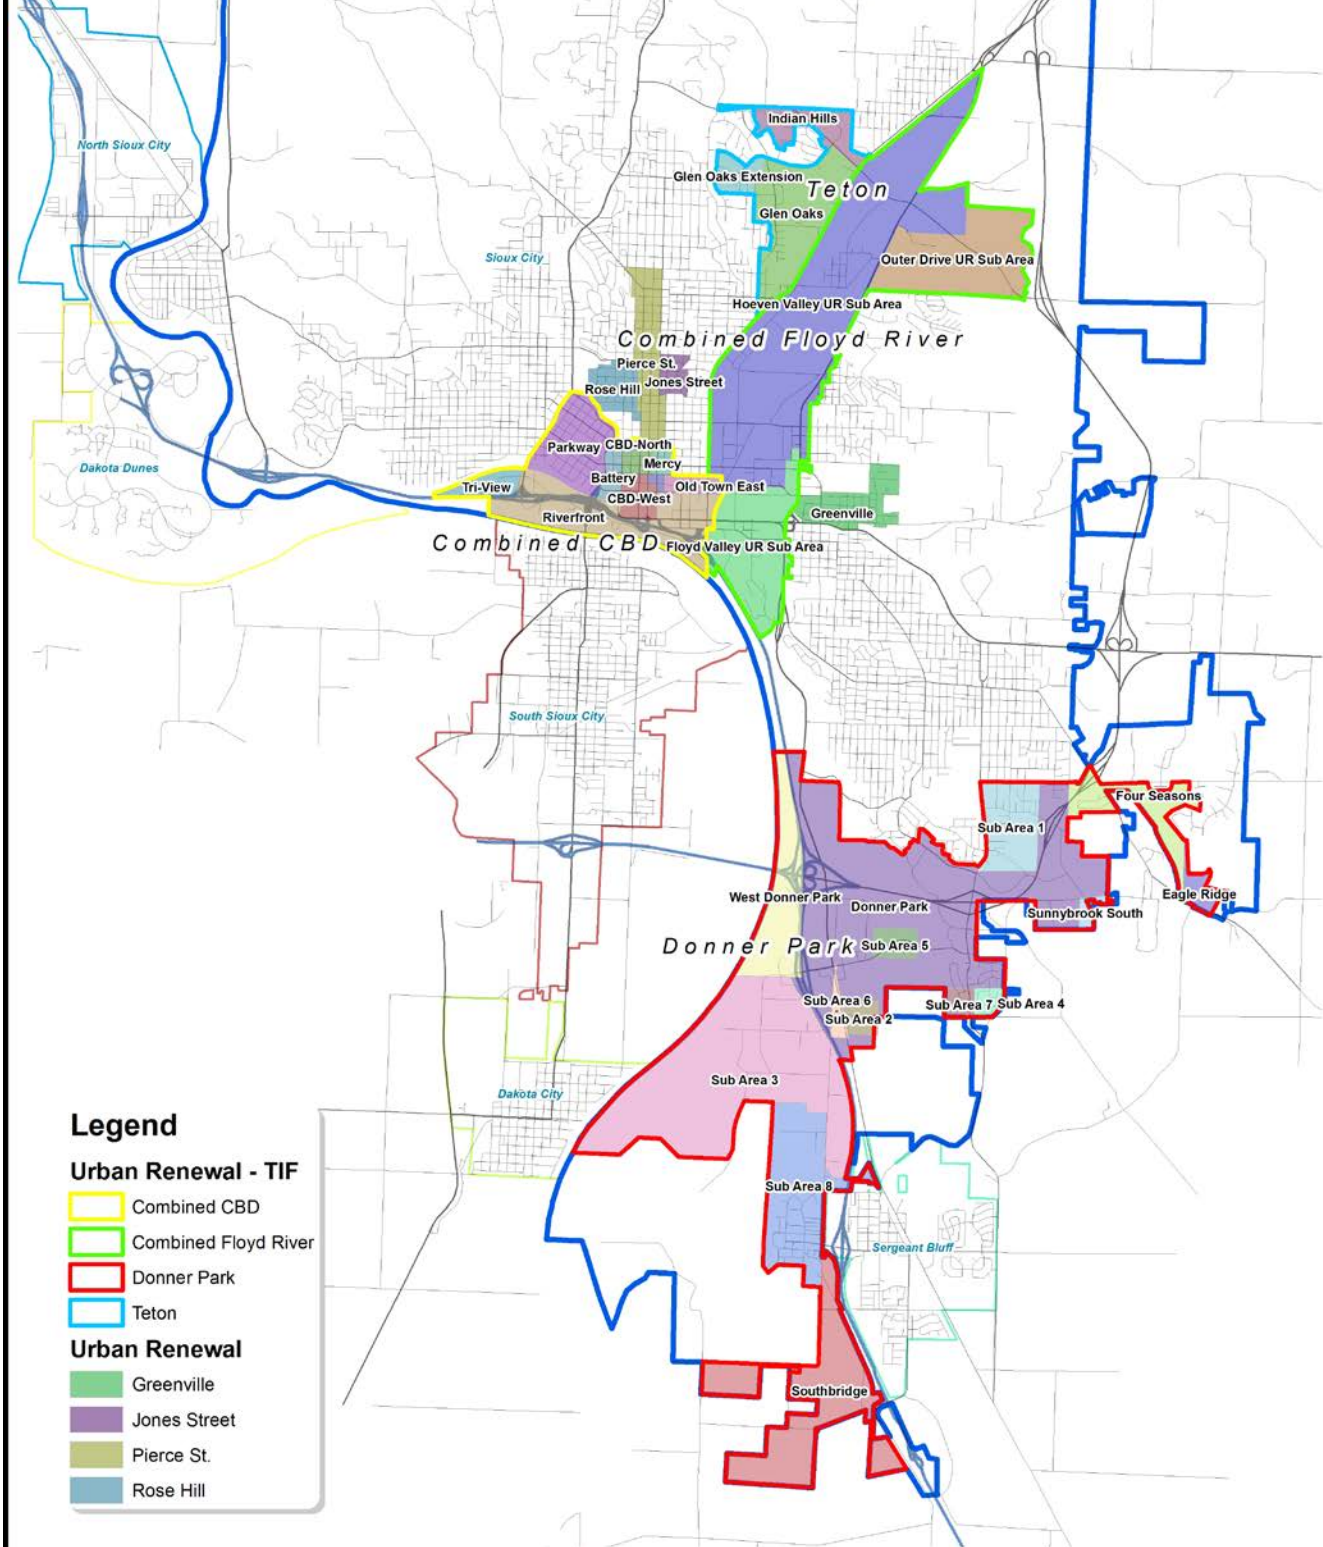 Indian Hills
North Sioux City
Glen Oaks Extension
Teton
Glen Oaks
Sioux City
Outer Drive UR Sub Area
Hoeven Valley UR Sub Area
Combined Floyd River
Pierce St.
Jones Street
Rose Hill
Parkway
CBD-North
Mercy
Dakota Dunes
Battery
Tri-View
Old Town East
CBD-West
Riverfront
Greenville
Combined CBD
Floyd Valley UR Sub Area
South Sioux City
Four Seasons
Sub Area 1
West Donner Park
Donner Park
Eagle Ridge
Sunnybrook South
Donner Park
Sub Area 5
Sub Area 6
Sub Area 7
Sub Area 4
Sub Area 2
Sub Area 3
Dakota City
Sub Area 8
Sergeant Bluff
Southbridge
Legend
Urban Renewal - TIF
Combined CBD
Combined Floyd River
Donner Park
Teton
Urban Renewal
Greenville
Jones Street
Pierce St.
Rose Hill